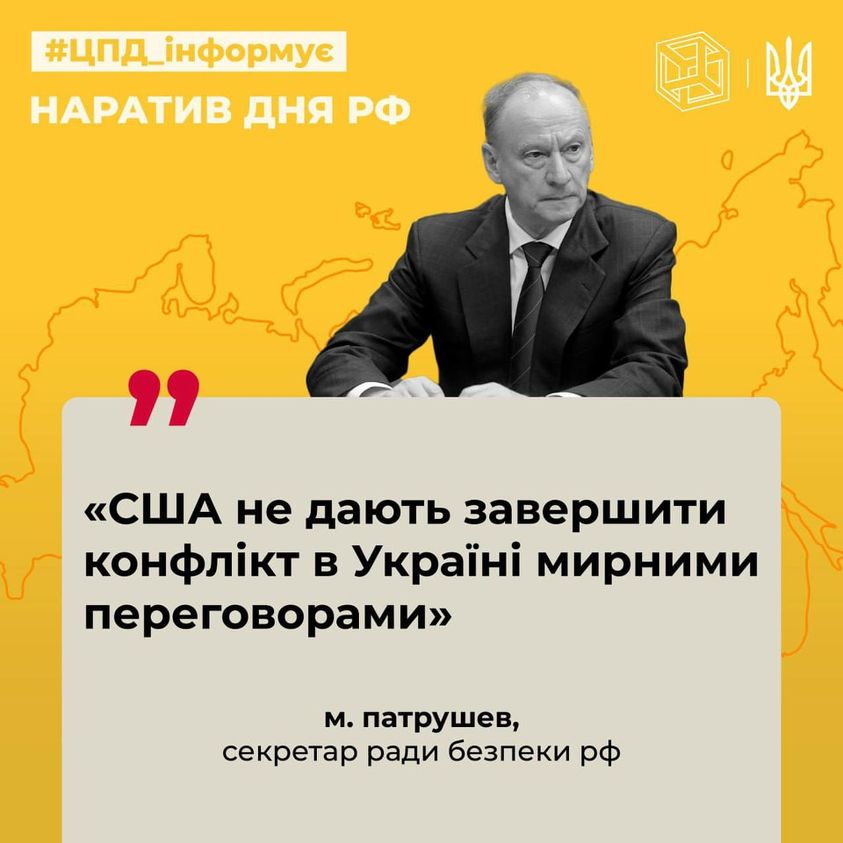 #ЦПД_інформує
НАРАТИВ ДНЯ РФ
«США не дають завершити
конфлікт в Україні мирними
переговорами»
м. патрушев,
секретар ради безпеки рф